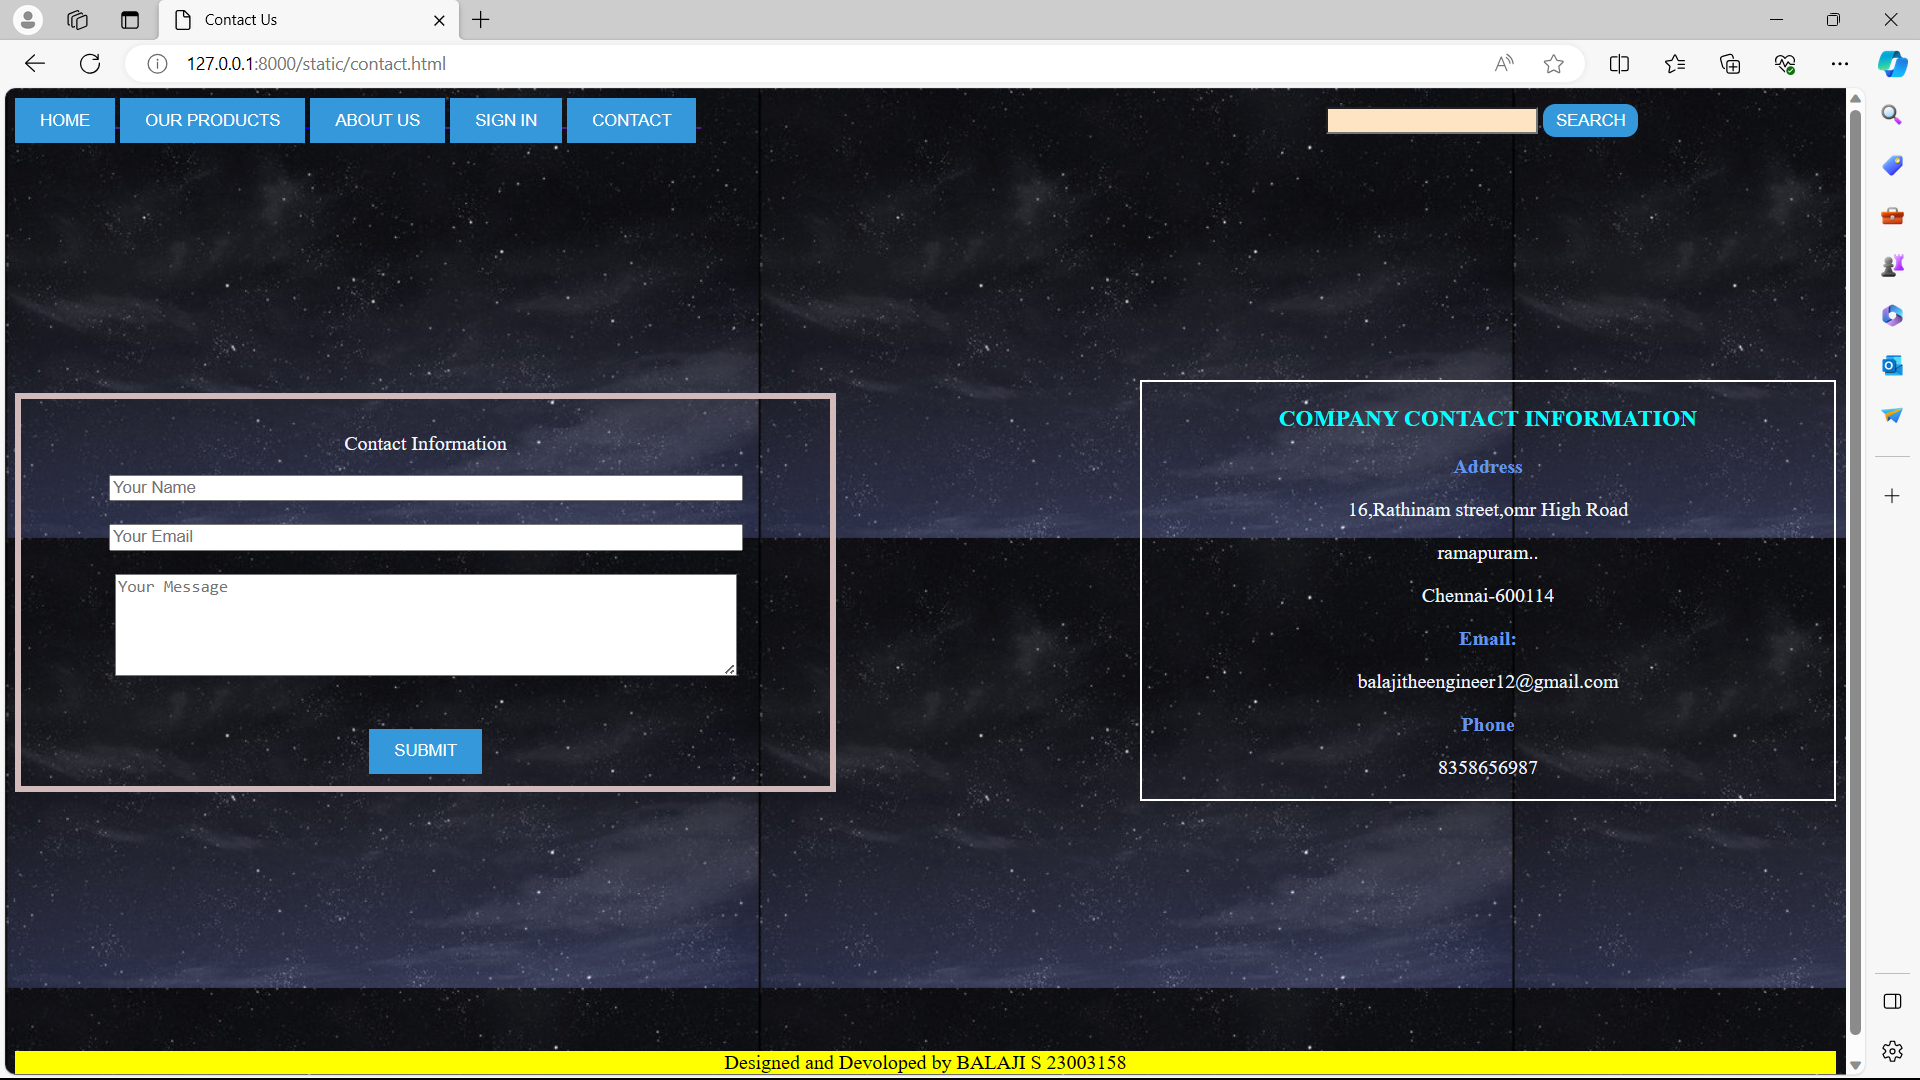 Contact Us
127.0.0.1:8000/static/contact.html
HOME OUR PRODUCTS ABOUT US SIGN IN CONTACT SEARCH
Contact Information
Your Name
Your Email
Your Message
SUBMIT
COMPANY CONTACT INFORMATION
Address
16,Rathinam street,omr High Road
ramapuram..
Chennai-600114
Email:
balajitheengineer12@gmail.com
Phone
8358656987
Designed and Devoloped by BALAJI S 23003158